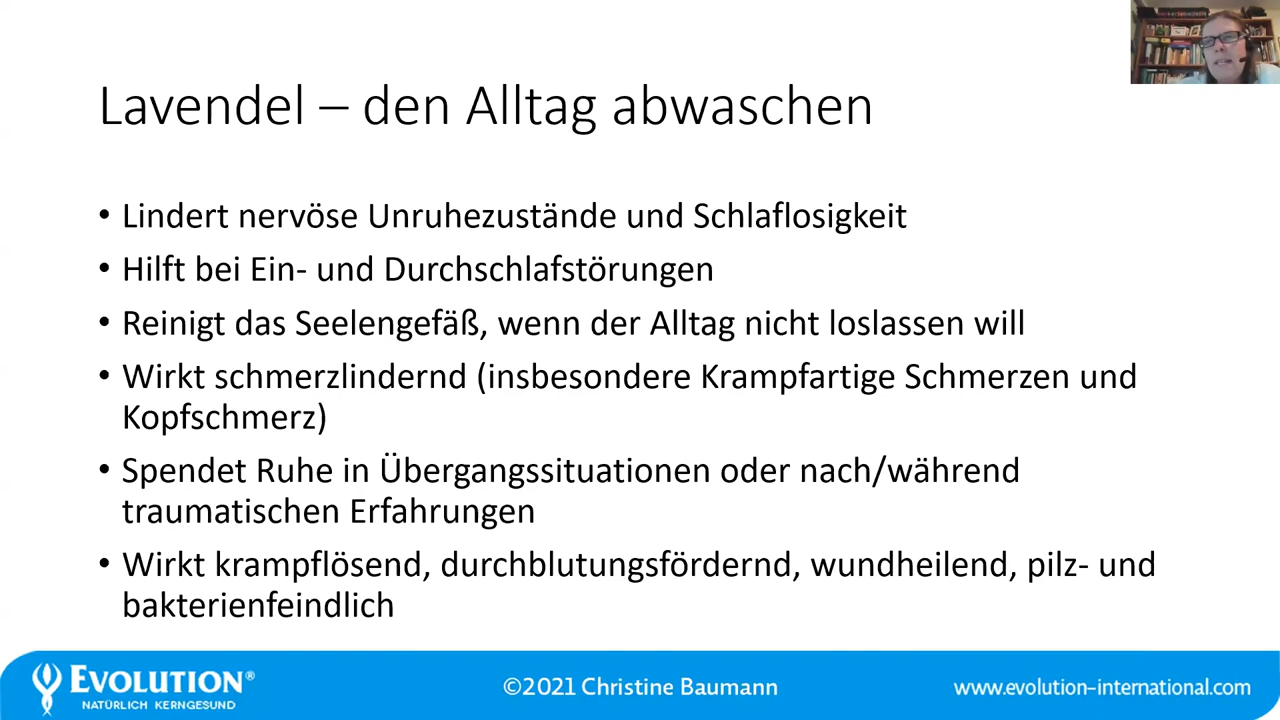 Lavendel – den Alltag abwaschen
• Lindert nervöse Unruhezustände und Schlaflosigkeit
• Hilft bei Ein- und Durchschlafstörungen
• Reinigt das Seelengefäß, wenn der Alltag nicht loslassen will
• Wirkt schmerzlindernd (insbesondere Krampfartige Schmerzen und
Kopfschmerz)
• Spendet Ruhe in Übergangssituationen oder nach/während
traumatischen Erfahrungen
• Wirkt krampflösend, durchblutungsfördernd, wundheilend, pilz- und
bakterienfeindlich
EVOLUTION®
NATÜRLICH KERNGESUND
©2021 Christine Baumann
www.evolution-international.com